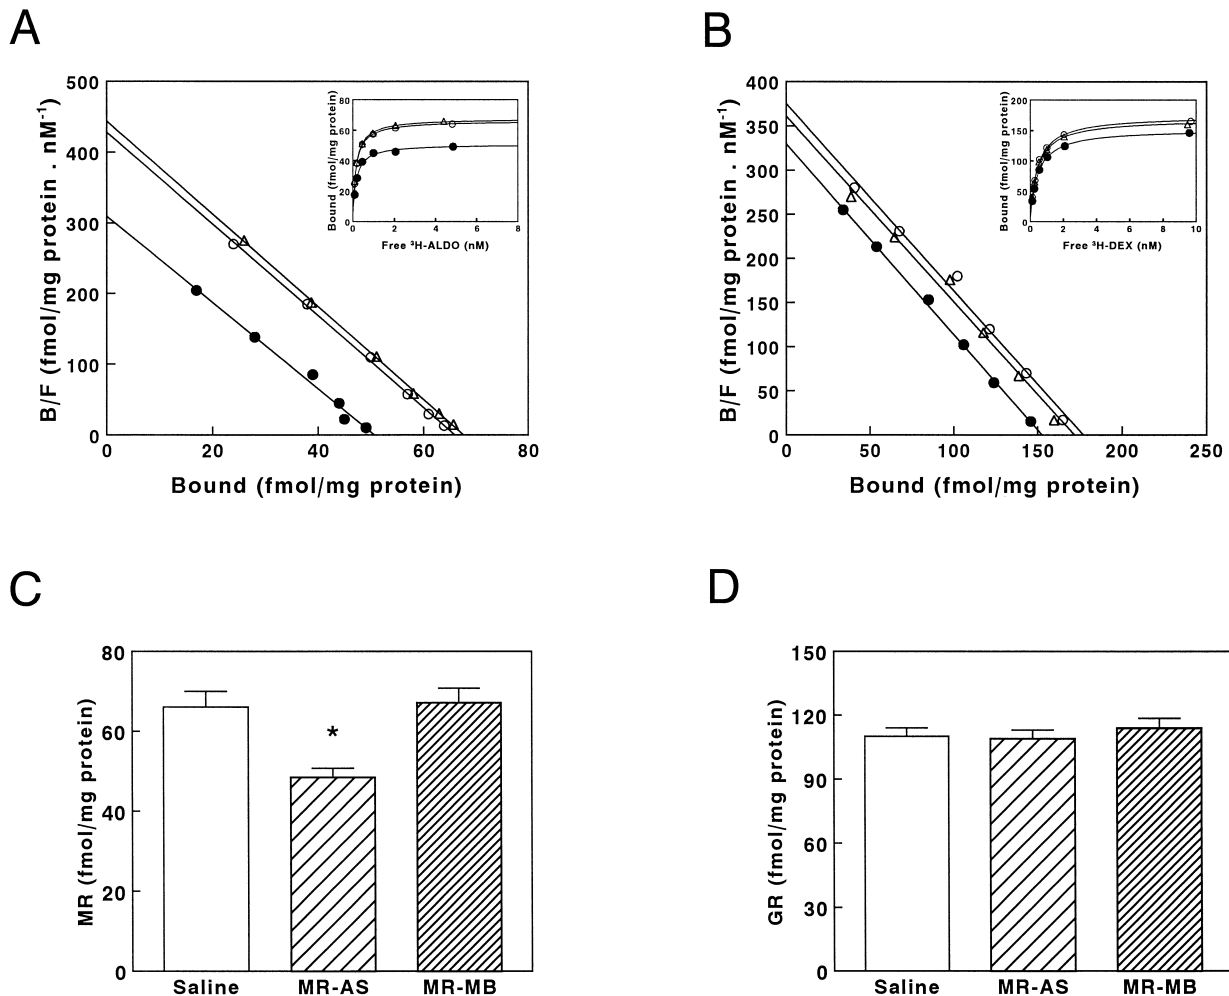 A
B/F (fmol/mg protein . nM⁻¹)
500
400
300
200
100
0
0 20 40 60 80
Bound (fmol/mg protein)
Bound (fmol/mg protein)
80
60
40
20
0
0 2 4 6 8
Free ³H-ALDO (nM)
B
B/F (fmol/mg protein . nM⁻¹)
400
350
300
250
200
150
100
50
0
0 50 100 150 200 250
Bound (fmol/mg protein)
Bound (fmol/mg protein)
200
150
100
50
0
0 2 4 6 8 10
Free ³H-DEX (nM)
C
MR (fmol/mg protein)
80
60
40
20
0
*
Saline MR-AS MR-MB
D
GR (fmol/mg protein)
150
120
90
60
30
0
Saline MR-AS MR-MB